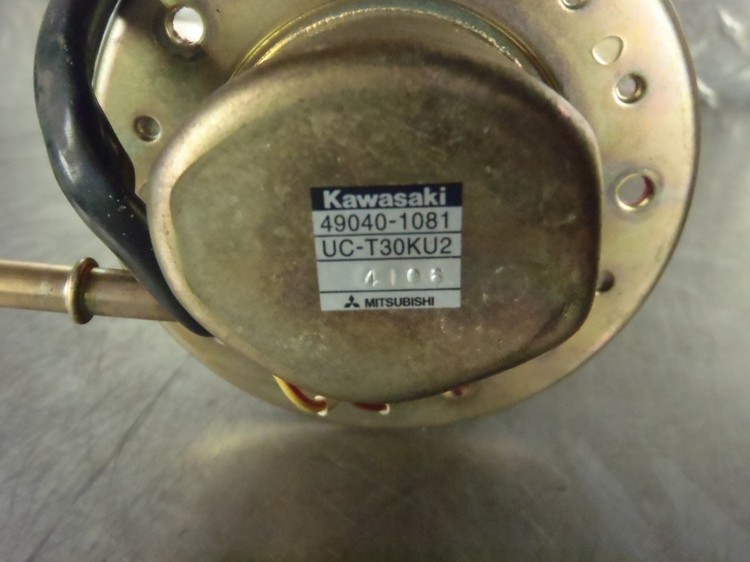 Kawasaki
49040-1081
UC-T30KU2
4106
MITSUBISHI